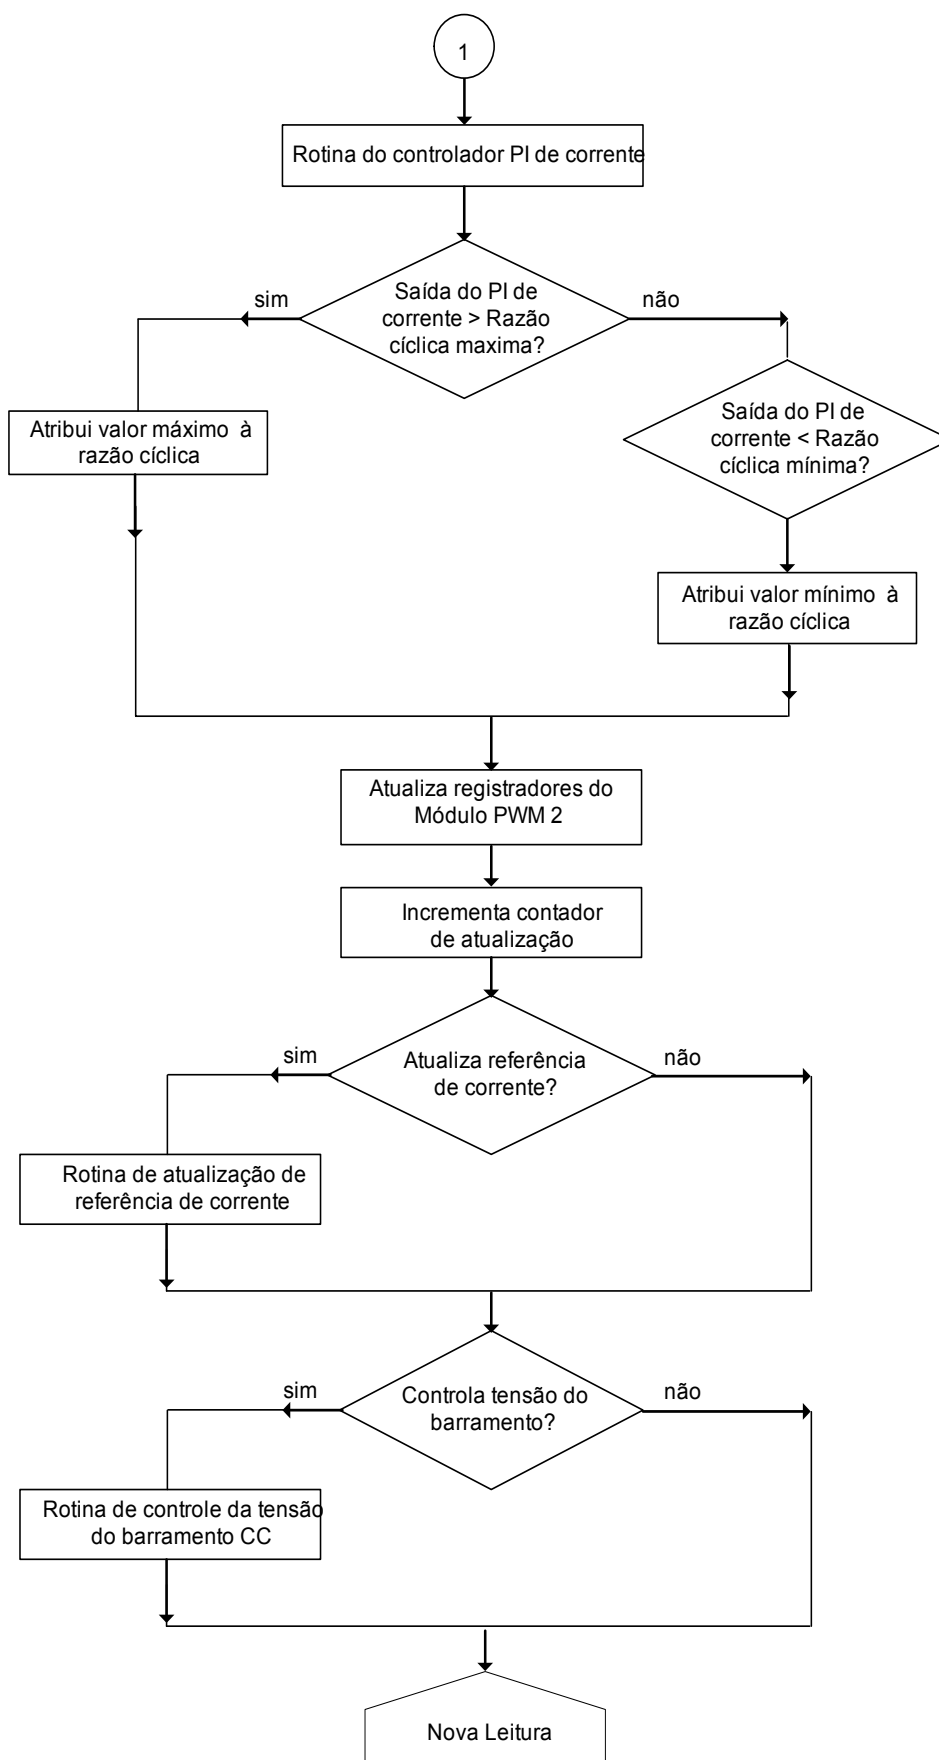 1
Rotina do controlador PI de corrente
sim
Saída do PI de
corrente > Razão
cíclica maxima?
não
Atribui valor máximo à
razão cíclica
Saída do PI de
corrente < Razão
cíclica mínima?
Atribui valor mínimo à
razão cíclica
Atualiza registradores do
Módulo PWM 2
Incrementa contador
de atualização
sim
Atualiza referência
de corrente?
não
Rotina de atualização de
referência de corrente
sim
Controla tensão do
barramento?
não
Rotina de controle da tensão
do barramento CC
Nova Leitura